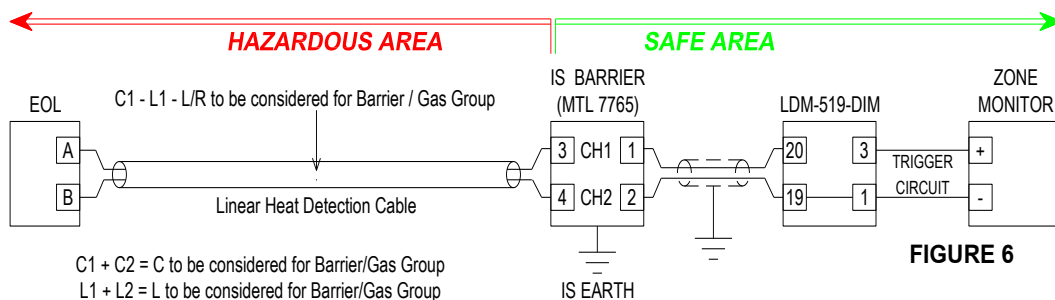 HAZARDOUS AREA
SAFE AREA
C1 - L1 - L/R to be considered for Barrier / Gas Group
IS BARRIER
(MTL 7765)
LDM-519-DIM
ZONE
MONITOR
EOL
A
B
Linear Heat Detection Cable
3 CH1 1
4 CH2 2
20 3
19 1
TRIGGER
CIRCUIT
+
-
C1 + C2 = C to be considered for Barrier/Gas Group
L1 + L2 = L to be considered for Barrier/Gas Group
IS EARTH
FIGURE 6